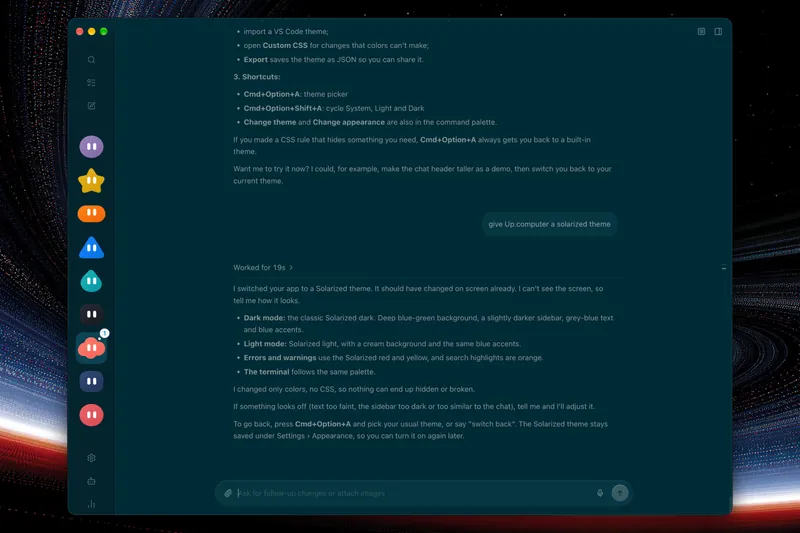 • import a VS Code theme;
• open Custom CSS for changes that colors can't make;
• Export saves the theme as JSON so you can share it.
3. Shortcuts:
• Cmd+Option+A: theme picker
• Cmd+Option+Shift+A: cycle System, Light and Dark
• Change theme and Change appearance are also in the command palette.
If you made a CSS rule that hides something you need, Cmd+Option+A always gets you back to a built-in
theme.
Want me to try it now? I could, for example, make the chat header taller as a demo, then switch you back to your
current theme.
give Up.computer a solarized theme
Worked for 19s >
I switched your app to a Solarized theme. It should have changed on screen already. I can't see the screen, so
tell me how it looks.
• Dark mode: the classic Solarized dark. Deep blue-green background, a slightly darker sidebar, grey-blue text
and blue accents.
• Light mode: Solarized light, with a cream background and the same blue accents.
• Errors and warnings use the Solarized red and yellow, and search highlights are orange.
• The terminal follows the same palette.
I changed only colors, no CSS, so nothing can end up hidden or broken.
If something looks off (text too faint, the sidebar too dark or too similar to the chat), tell me and I'll adjust it.
To go back, press Cmd+Option+A and pick your usual theme, or say "switch back". The Solarized theme stays
saved under Settings › Appearance, so you can turn it on again later.
1
Ask for follow-up changes or attach images